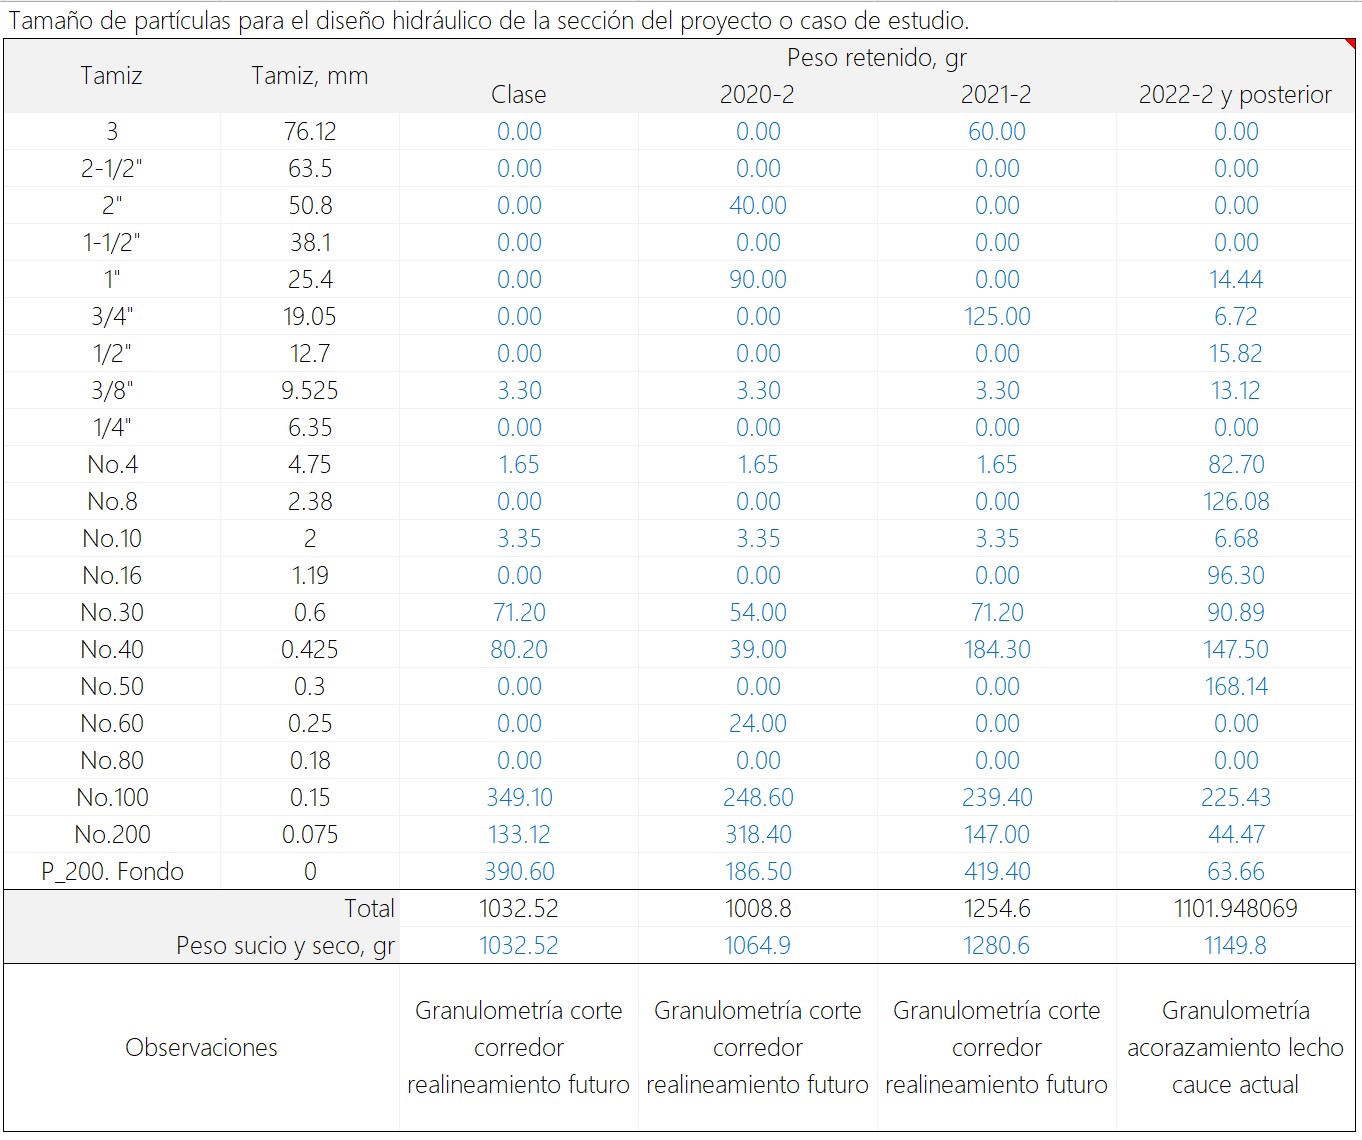 Tamaño de partículas para el diseño hidráulico de la sección del proyecto o caso de estudio.
Tamiz Tamiz, mm Peso retenido, gr
Clase 2020-2 2021-2 2022-2 y posterior
3 76.12 0.00 0.00 60.00 0.00
2-1/2" 63.5 0.00 0.00 0.00 0.00
2" 50.8 0.00 40.00 0.00 0.00
1-1/2" 38.1 0.00 0.00 0.00 0.00
1" 25.4 0.00 90.00 0.00 14.44
3/4" 19.05 0.00 0.00 125.00 6.72
1/2" 12.7 0.00 0.00 0.00 15.82
3/8" 9.525 3.30 3.30 3.30 13.12
1/4" 6.35 0.00 0.00 0.00 0.00
No.4 4.75 1.65 1.65 1.65 82.70
No.8 2.38 0.00 0.00 0.00 126.08
No.10 2 3.35 3.35 3.35 6.68
No.16 1.19 0.00 0.00 0.00 96.30
No.30 0.6 71.20 54.00 71.20 90.89
No.40 0.425 80.20 39.00 184.30 147.50
No.50 0.3 0.00 0.00 0.00 168.14
No.60 0.25 0.00 24.00 0.00 0.00
No.80 0.18 0.00 0.00 0.00 0.00
No.100 0.15 349.10 248.60 239.40 225.43
No.200 0.075 133.12 318.40 147.00 44.47
P_200. Fondo 0 390.60 186.50 419.40 63.66
Total 1032.52 1008.8 1254.6 1101.948069
Peso sucio y seco, gr 1032.52 1064.9 1280.6 1149.8
Observaciones
Granulometría corte
corredor
realineamiento futuro
Granulometría corte
corredor
realineamiento futuro
Granulometría corte
corredor
realineamiento futuro
Granulometría
acorazamiento lecho
cauce actual